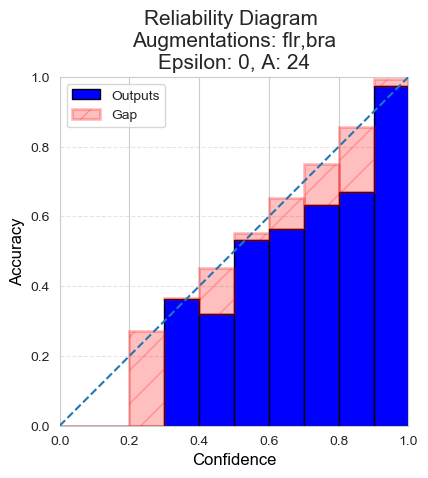 Reliability Diagram
Augmentations: flr,bra
Epsilon: 0, A: 24
Outputs
Gap
Accuracy
1.0
0.8
0.6
0.4
0.2
0.0
0.0 0.2 0.4 0.6 0.8 1.0
Confidence